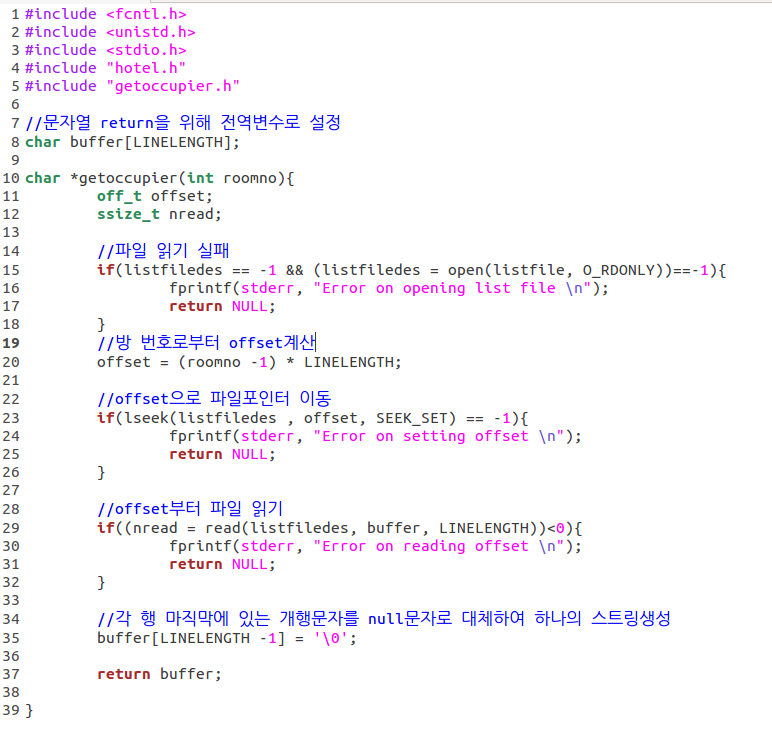 1 #include <fcntl.h>
2 #include <unistd.h>
3 #include <stdio.h>
4 #include "hotel.h"
5 #include "getoccupier.h"
6
7 //문자열 return을 위해 전역변수로 설정
8 char buffer[LINELENGTH];
9
10 char *getoccupier(int roomno){
11         off_t offset;
12         ssize_t nread;
13
14         //파일 읽기 실패
15         if(listfiledes == -1 && (listfiledes = open(listfile, O_RDONLY))==-1){
16                 fprintf(stderr, "Error on opening list file \n");
17                 return NULL;
18         }
19         //방 번호로부터 offset계산
20         offset = (roomno -1) * LINELENGTH;
21
22         //offset으로 파일포인터 이동
23         if(lseek(listfiledes , offset, SEEK_SET) == -1){
24                 fprintf(stderr, "Error on setting offset \n");
25                 return NULL;
26         }
27
28         //offset부터 파일 읽기
29         if((nread = read(listfiledes, buffer, LINELENGTH))<0){
30                 fprintf(stderr, "Error on reading offset \n");
31                 return NULL;
32         }
33
34         //각 행 마직막에 있는 개행문자를 null문자로 대체하여 하나의 스트링생성
35         buffer[LINELENGTH -1] = '\0';
36
37         return buffer;
38
39 }